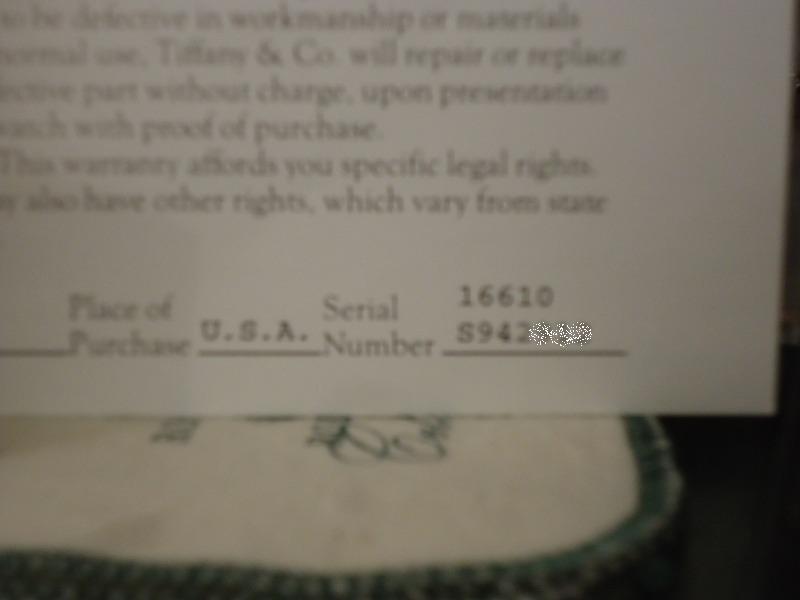 to be defective in workmanship or materials
normal use, Tiffany & Co. will repair or replace
ective part without charge, upon presentation
watch with proof of purchase.
This warranty affords you specific legal rights.
y also have other rights, which vary from state
Place of
Purchase U.S.A.
Serial
Number
16610
S942